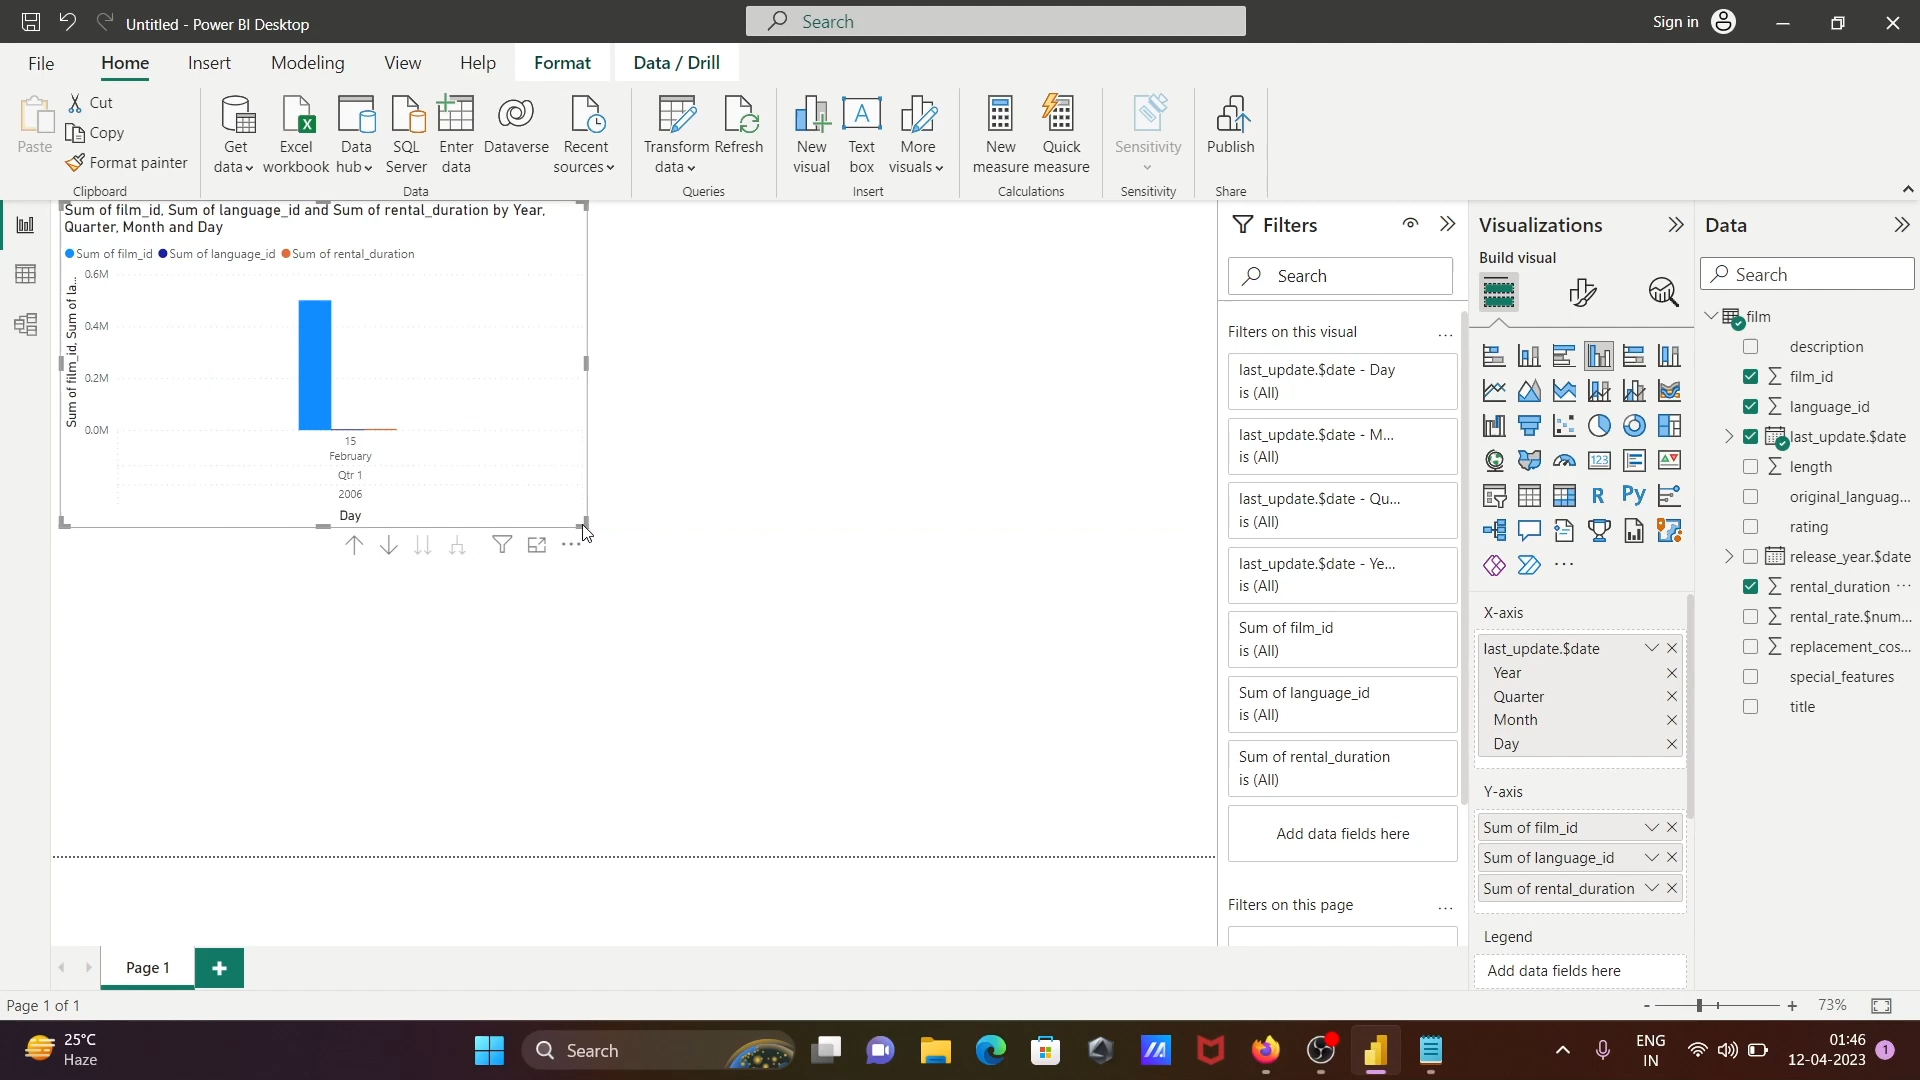 Untitled - Power BI Desktop
Search
Sign in
File
Home
Insert
Modeling
View
Help
Format
Data / Drill
Paste
Cut
Copy
Format painter
Clipboard
Get data
Excel workbook
Data hub
SQL Server
Enter data
Dataverse
Recent sources
Data
Transform data
Refresh
Queries
New visual
Text box
More visuals
Insert
New measure
Quick measure
Calculations
Sensitivity
Sensitivity
Publish
Share
Sum of film_id, Sum of language_id and Sum of rental_duration by Year,
Quarter, Month and Day
Sum of film_id
Sum of language_id
Sum of rental_duration
Sum of film_id, Sum of la...
0.6M
0.4M
0.2M
0.0M
15
February
Qtr 1
2006
Day
Filters
Search
Filters on this visual
...
last_update.$date - Day
is (All)
last_update.$date - M...
is (All)
last_update.$date - Qu...
is (All)
last_update.$date - Ye...
is (All)
Sum of film_id
is (All)
Sum of language_id
is (All)
Sum of rental_duration
is (All)
Add data fields here
Filters on this page
...
Visualizations
Build visual
123
R
Py
...
X-axis
last_update.$date
Year
Quarter
Month
Day
Y-axis
Sum of film_id
Sum of language_id
Sum of rental_duration
Legend
Add data fields here
Data
Search
film
description
film_id
language_id
last_update.$date
length
original_languag...
rating
release_year.$date
rental_duration
...
rental_rate.$num...
replacement_cos...
special_features
title
Page 1
Page 1 of 1
73%
25°C
Haze
Search
ENG
IN
01:46
12-04-2023
1